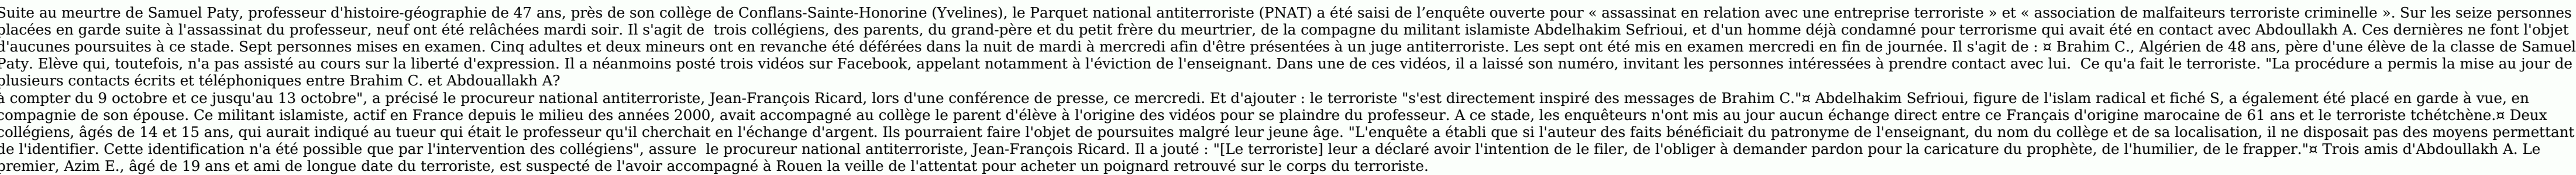 Suite au meurtre de Samuel Paty, professeur d'histoire-géographie de 47 ans, près de son collège de Conflans-Sainte-Honorine (Yvelines), le Parquet national antiterroriste (PNAT) a été saisi de l’enquête ouverte pour « assassinat en relation avec une entreprise terroriste » et « association de malfaiteurs terroriste criminelle ». Sur les seize personnes
placées en garde suite à l'assassinat du professeur, neuf ont été relâchées mardi soir. Il s'agit de  trois collégiens, des parents, du grand-père et du petit frère du meurtrier, de la compagne du militant islamiste Abdelhakim Sefrioui, et d'un homme déjà condamné pour terrorisme qui avait été en contact avec Abdoullakh A. Ces dernières ne font l'objet
d'aucunes poursuites à ce stade. Sept personnes mises en examen. Cinq adultes et deux mineurs ont en revanche été déférées dans la nuit de mardi à mercredi afin d'être présentées à un juge antiterroriste. Les sept ont été mis en examen mercredi en fin de journée. Il s'agit de : ¤ Brahim C., Algérien de 48 ans, père d'une élève de la classe de Samuel
Paty. Elève qui, toutefois, n'a pas assisté au cours sur la liberté d'expression. Il a néanmoins posté trois vidéos sur Facebook, appelant notamment à l'éviction de l'enseignant. Dans une de ces vidéos, il a laissé son numéro, invitant les personnes intéressées à prendre contact avec lui.  Ce qu'a fait le terroriste. "La procédure a permis la mise au jour de
plusieurs contacts écrits et téléphoniques entre Brahim C. et Abdouallakh A?
à compter du 9 octobre et ce jusqu'au 13 octobre", a précisé le procureur national antiterroriste, Jean-François Ricard, lors d'une conférence de presse, ce mercredi. Et d'ajouter : le terroriste "s'est directement inspiré des messages de Brahim C."¤ Abdelhakim Sefrioui, figure de l'islam radical et fiché S, a également été placé en garde à vue, en
compagnie de son épouse. Ce militant islamiste, actif en France depuis le milieu des années 2000, avait accompagné au collège le parent d'élève à l'origine des vidéos pour se plaindre du professeur. A ce stade, les enquêteurs n'ont mis au jour aucun échange direct entre ce Français d'origine marocaine de 61 ans et le terroriste tchétchène.¤ Deux
collégiens, âgés de 14 et 15 ans, qui aurait indiqué au tueur qui était le professeur qu'il cherchait en l'échange d'argent. Ils pourraient faire l'objet de poursuites malgré leur jeune âge. "L'enquête a établi que si l'auteur des faits bénéficiait du patronyme de l'enseignant, du nom du collège et de sa localisation, il ne disposait pas des moyens permettant
de l'identifier. Cette identification n'a été possible que par l'intervention des collégiens", assure  le procureur national antiterroriste, Jean-François Ricard. Il a jouté : "[Le terroriste] leur a déclaré avoir l'intention de le filer, de l'obliger à demander pardon pour la caricature du prophète, de l'humilier, de le frapper."¤ Trois amis d'Abdoullakh A. Le
premier, Azim E., âgé de 19 ans et ami de longue date du terroriste, est suspecté de l'avoir accompagné à Rouen la veille de l'attentat pour acheter un poignard retrouvé sur le corps du terroriste.